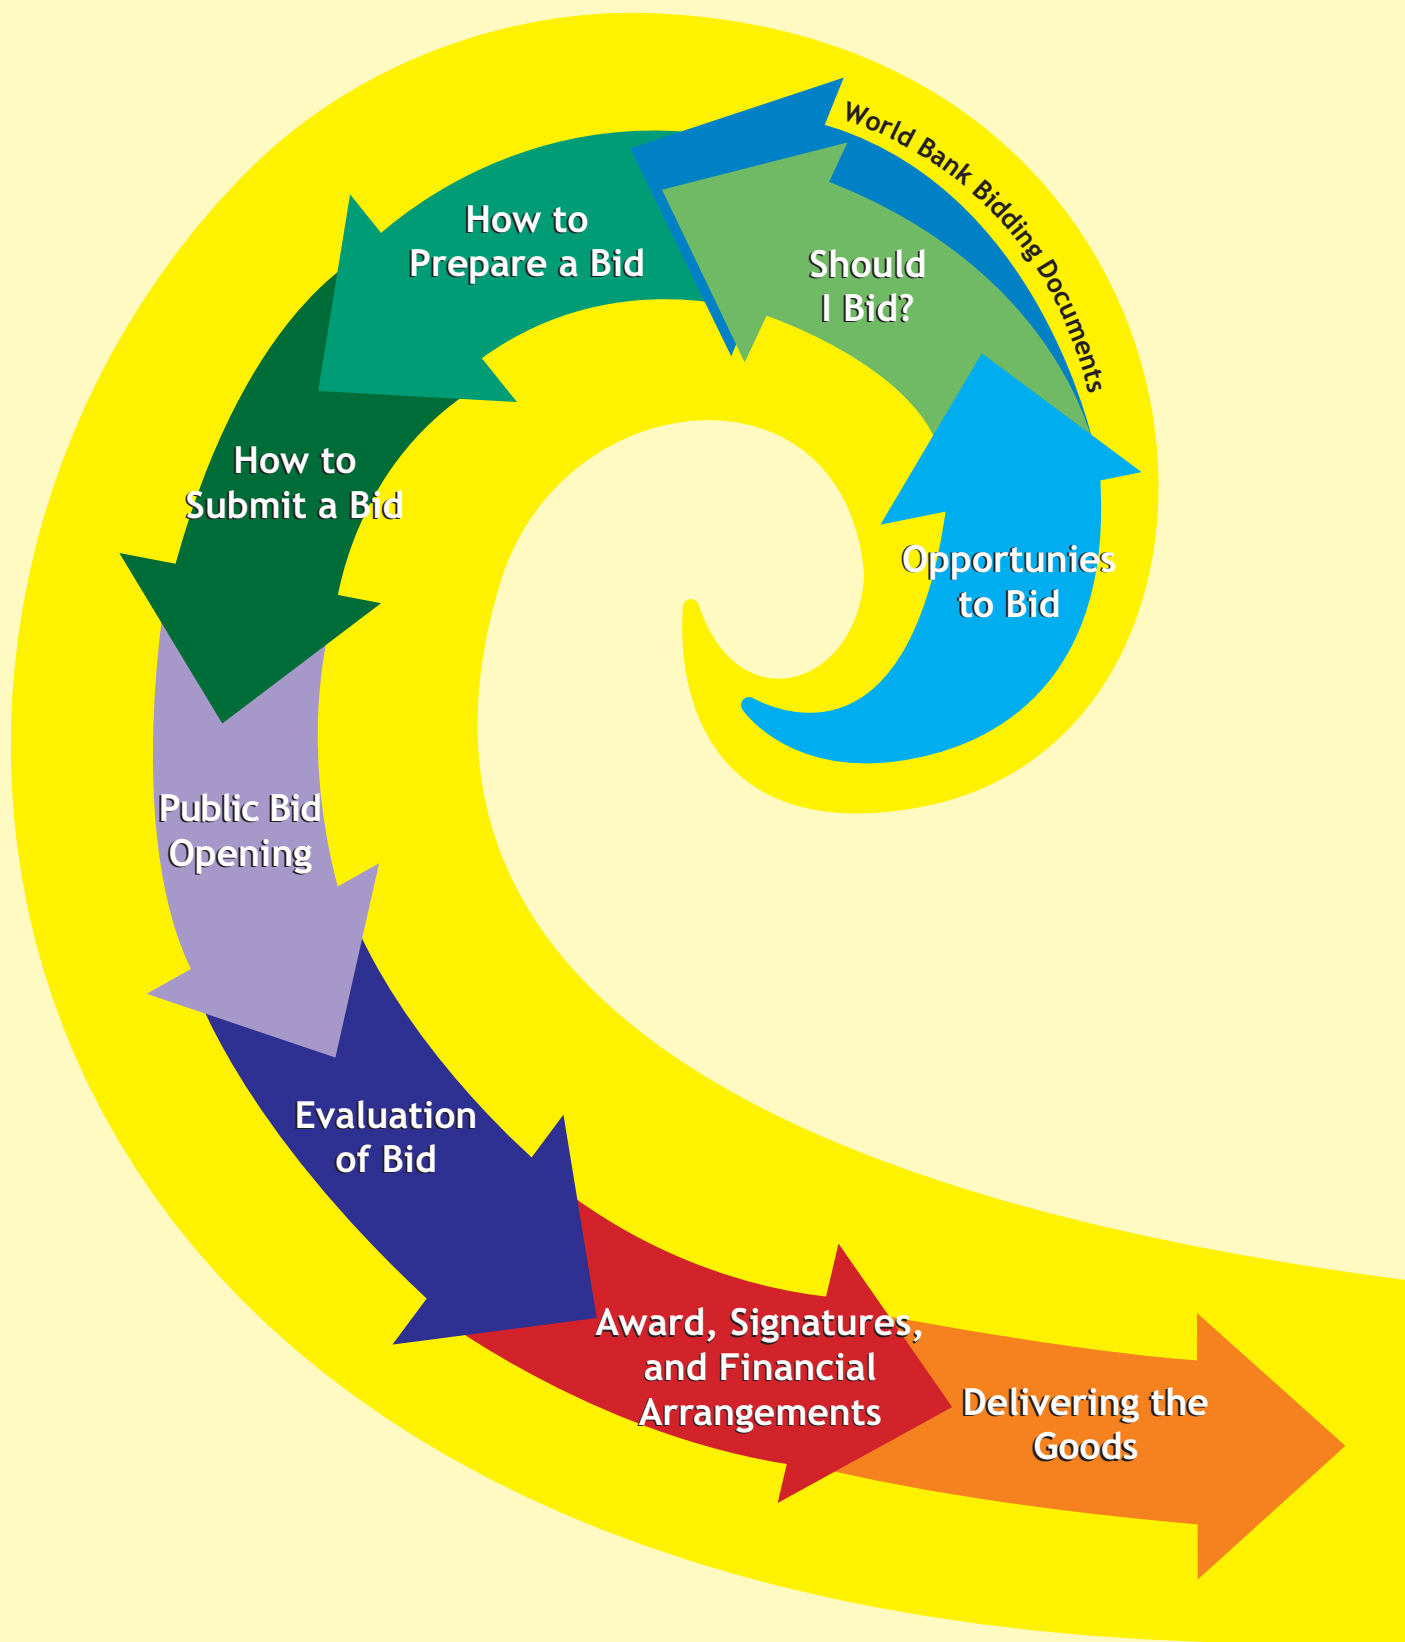 World Bank Bidding Documents
How to
Prepare a Bid
Should
I Bid?
How to
Submit a Bid
Opportunies
to Bid
Public Bid
Opening
Evaluation
of Bid
Award, Signatures,
and Financial
Arrangements
Delivering the
Goods